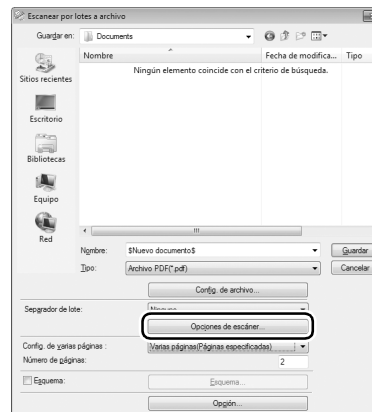 Escanear por lotes a archivo
Guardar en: Documents
Nombre Fecha de modifica... Tipo
Ningún elemento coincide con el criterio de búsqueda.
Sitios recientes
Escritorio
Bibliotecas
Equipo
Red
Nombre: $Nuevo documento$ Guardar
Tipo: Archivo PDF(*.pdf) Cancelar
Config. de archivo...
Separador de lote: Ninguno
Opciones de escáner...
Config. de varias páginas : Varias páginas(Páginas especificadas)
Número de páginas: 2
Esquema: Esquema...
Opción...